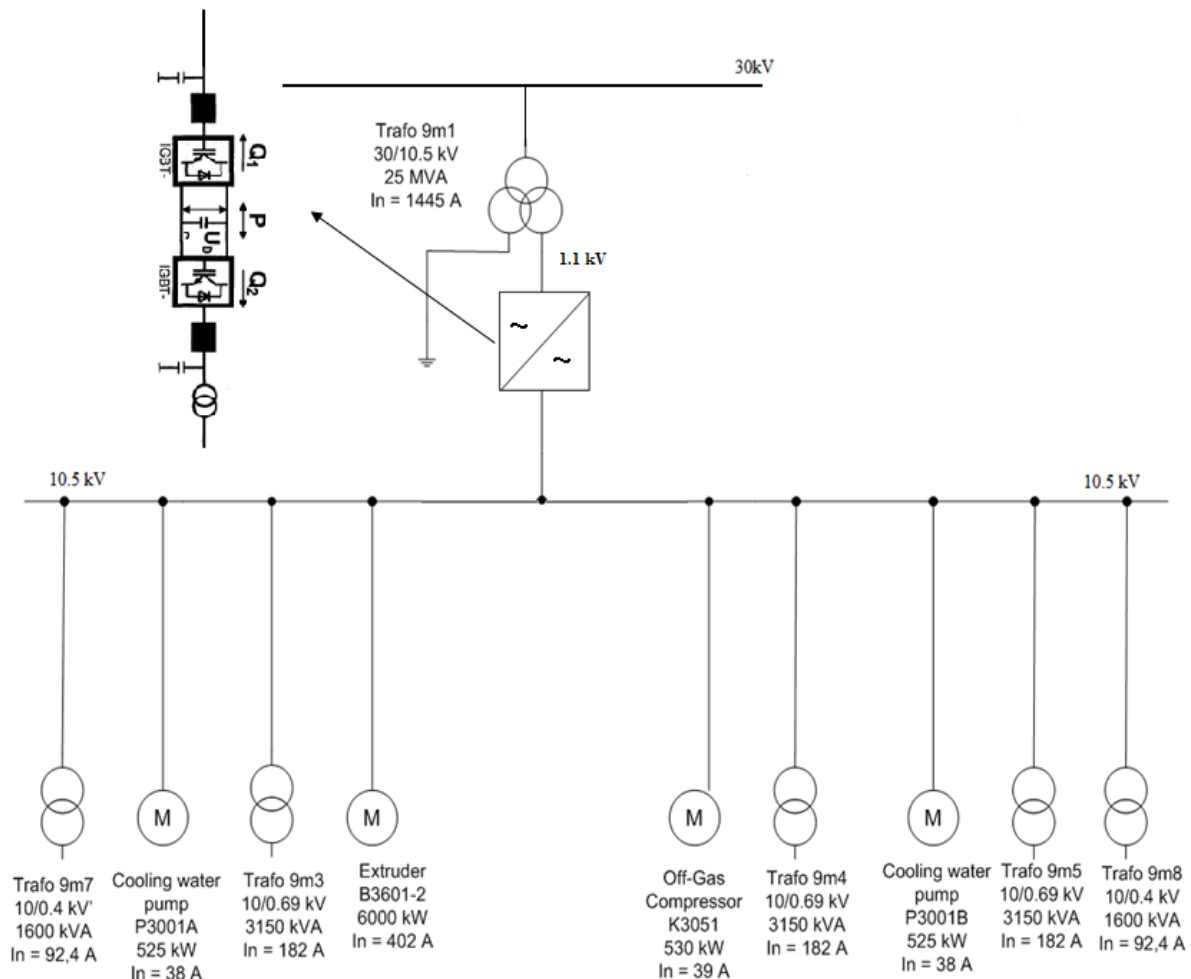 30kV
Trafo 9m1
30/10.5 kV
25 MVA
In = 1445 A
Q1
IGBT-
P
UD
Q2
IGBT-
1.1 kV
~
~
10.5 kV
10.5 kV
Trafo 9m7
10/0.4 kV'
1600 kVA
In = 92,4 A
Cooling water
pump
P3001A
525 kW
In = 38 A
Trafo 9m3
10/0.69 kV
3150 kVA
In = 182 A
M
Extruder
B3601-2
6000 kW
In = 402 A
M
Off-Gas
Compressor
K3051
530 kW
In = 39 A
M
Trafo 9m4
10/0.69 kV
3150 kVA
In = 182 A
M
Cooling water
pump
P3001B
525 kW
In = 38 A
Trafo 9m5
10/0.69 kV
3150 kVA
In = 182 A
Trafo 9m8
10/0.4 kV
1600 kVA
In = 92,4 A